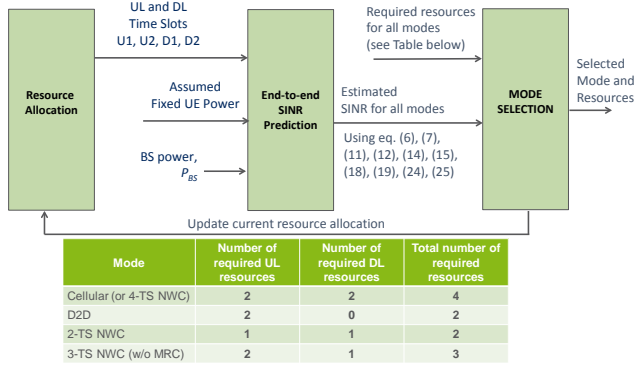 UL and DL
Time Slots
U1, U2, D1, D2
Required resources
for all modes
(see Table below)
Resource
Allocation
Assumed
Fixed UE Power
BS power,
P_BS
End-to-end
SINR
Prediction
Estimated
SINR for all modes
Using eq. (6), (7),
(11), (12), (14), (15),
(18), (19), (24), (25)
MODE
SELECTION
Selected
Mode and
Resources
Update current resource allocation
Mode Number of required UL resources Number of required DL resources Total number of required resources
Cellular (or 4-TS NWC) 2 2 4
D2D 2 0 2
2-TS NWC 1 1 2
3-TS NWC (w/o MRC) 2 1 3